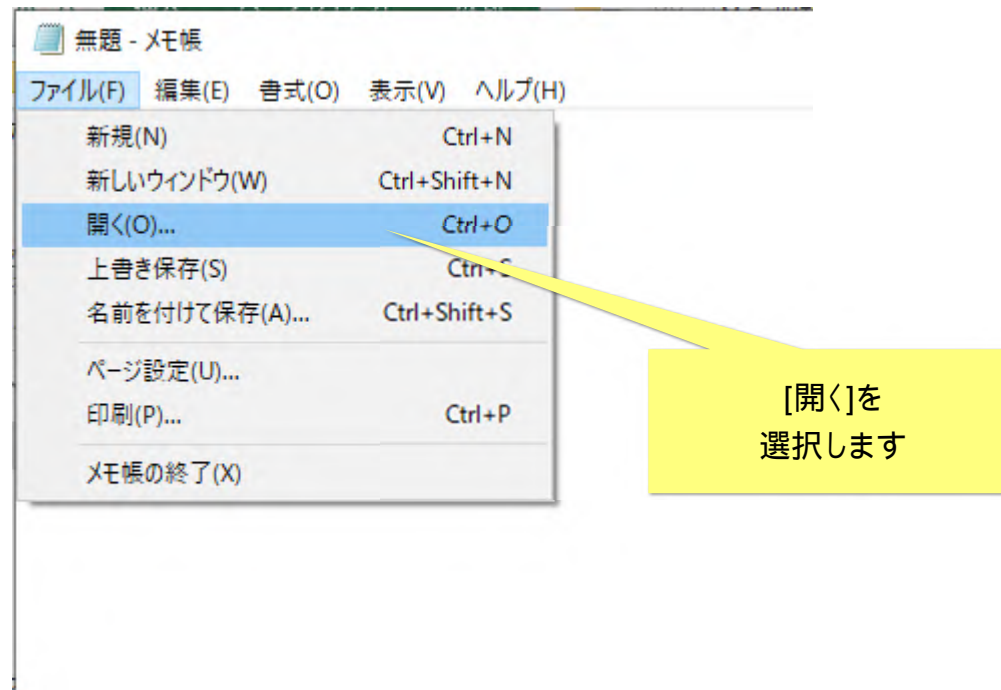 無題 - メモ帳
ファイル(F) 編集(E) 書式(O) 表示(V) ヘルプ(H)
新規(N) Ctrl+N
新しいウィンドウ(W) Ctrl+Shift+N
開く(O)... Ctrl+O
上書き保存(S) Ctrl+S
名前を付けて保存(A)... Ctrl+Shift+S
ページ設定(U)...
印刷(P)... Ctrl+P
メモ帳の終了(X)
[開く]を
選択します